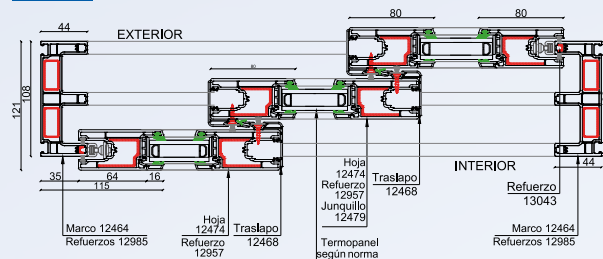 80
80
44
EXTERIOR
80
121
108
INTERIOR
44
35
64
16
115
Marco 12464
Refuerzos 12985
Hoja
12474
Refuerzo
12957
Traslapo
12468
Hoja
12474
Refuerzo
12957
Junquillo
12479
Termopanel
según norma
Traslapo
12468
Refuerzo
13043
Marco 12464
Refuerzos 12985